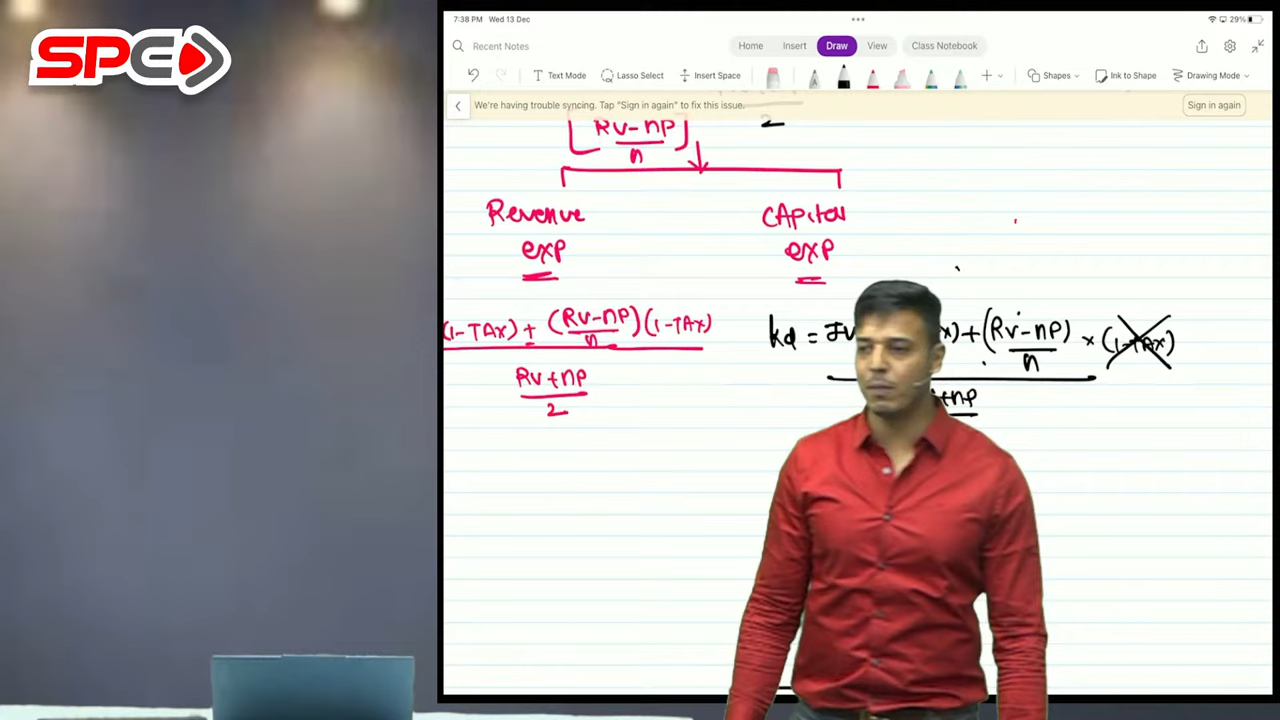 SPE
7:38 PM Wed 13 Dec
29%
Recent Notes
Home Insert Draw View Class Notebook
Text Mode Lasso Select Insert Space Shapes Ink to Shape Drawing Mode
We're having trouble syncing. Tap "Sign in again" to fix this issue. Sign in again
2
RV-nP
n
Revenue
exp
CApital
exp
(1-TAx) + (RV-nP) (1-TAx)
n
RV+nP
2
kd = x) + (RV-nP) × (1-TAx)
n
+nP